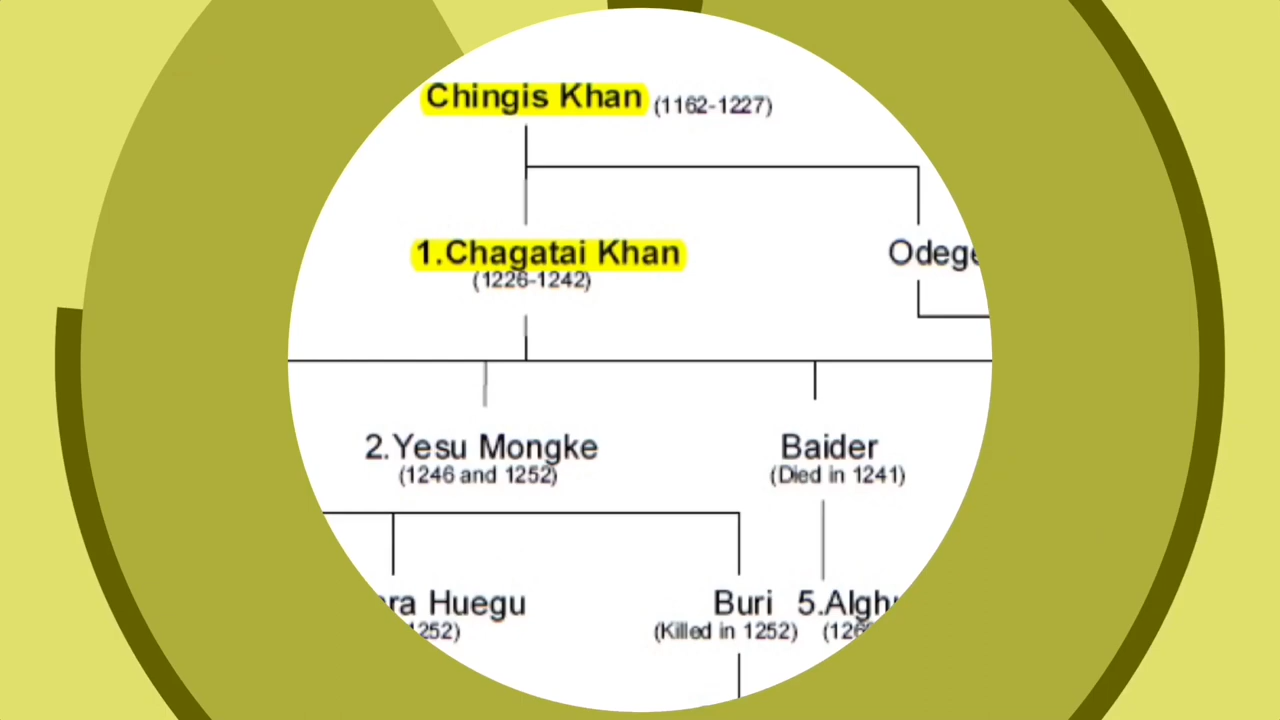 Chingis Khan (1162-1227)
1.Chagatai Khan
(1226-1242)
2.Yesu Mongke
(1246 and 1252)
Baider
(Died in 1241)
Huegu
Buri
(Killed in 1252)